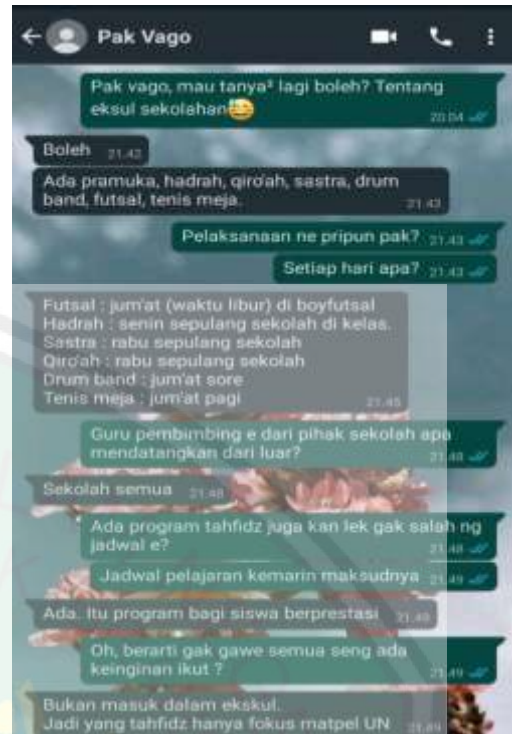 Pak Vago
Pak vago, mau tanya² lagi boleh? Tentang
eksul sekolahan
20.04
Boleh 21.42
Ada pramuka, hadrah, qiro'ah, sastra, drum
band, futsal, tenis meja.
21.43
Pelaksanaan ne pripun pak? 21.43
Setiap hari apa? 21.43
Futsal : jum'at (waktu libur) di boyfutsal
Hadrah : senin sepulang sekolah di kelas.
Sastra : rabu sepulang sekolah
Qiro'ah : rabu sepulang sekolah
Drum band : jum'at sore
Tenis meja : jum'at pagi
21.45
Guru pembimbing e dari pihak sekolah apa
mendatangkan dari luar?
21.48
Sekolah semua 21.48
Ada program tahfidz juga kan lek gak salah ng
jadwal e?
21.48
Jadwal pelajaran kemarin maksudnya 21.49
Ada. Itu program bagi siswa berprestasi 21.49
Oh, berarti gak gawe semua seng ada
keinginan ikut ?
21.49
Bukan masuk dalam ekskul.
Jadi yang tahfidz hanya fokus matpel UN 21.49